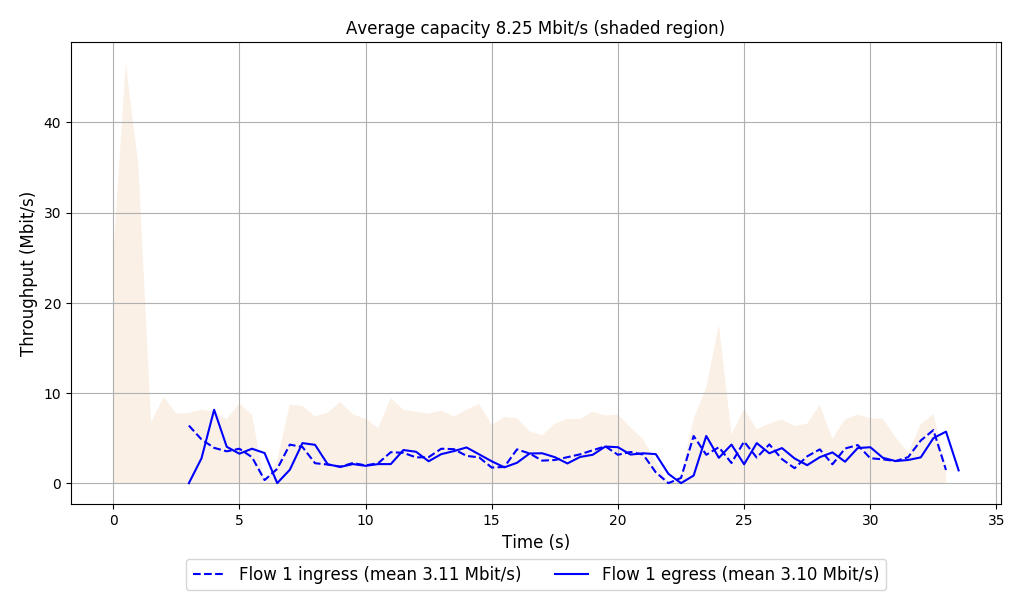 Average capacity 8.25 Mbit/s (shaded region)
Throughput (Mbit/s)
40
30
20
10
0
0 5 10 15 20 25 30 35
Time (s)
Flow 1 ingress (mean 3.11 Mbit/s) Flow 1 egress (mean 3.10 Mbit/s)